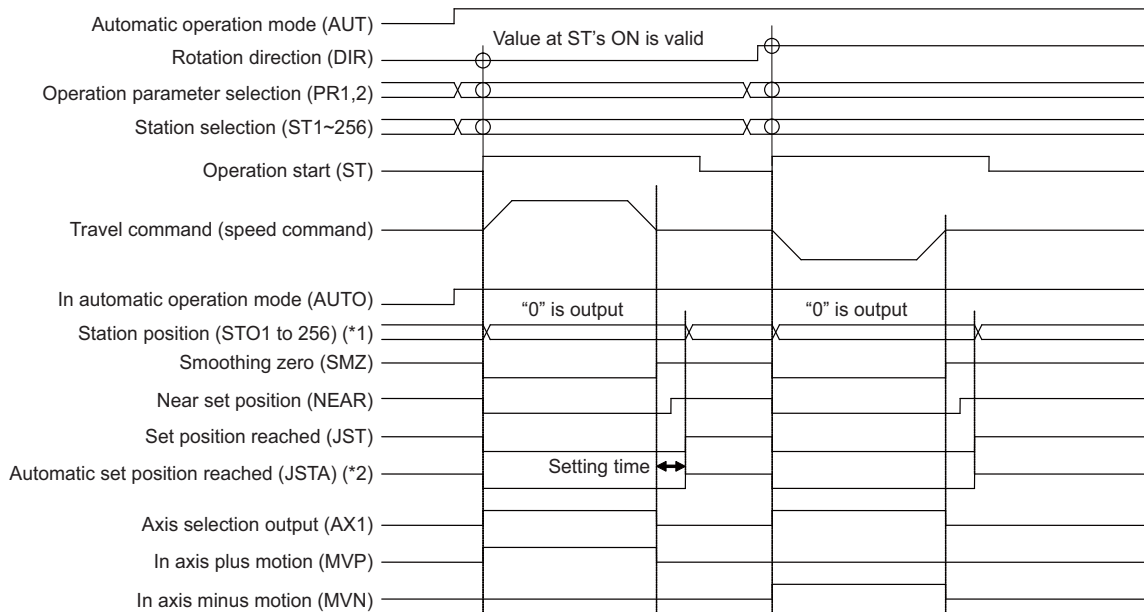 Automatic operation mode (AUT)
Value at ST's ON is valid
Rotation direction (DIR)
Operation parameter selection (PR1,2)
Station selection (ST1~256)
Operation start (ST)
Travel command (speed command)
In automatic operation mode (AUTO)
“0” is output
“0” is output
Station position (STO1 to 256) (*1)
Smoothing zero (SMZ)
Near set position (NEAR)
Set position reached (JST)
Automatic set position reached (JSTA) (*2)
Setting time
Axis selection output (AX1)
In axis plus motion (MVP)
In axis minus motion (MVN)